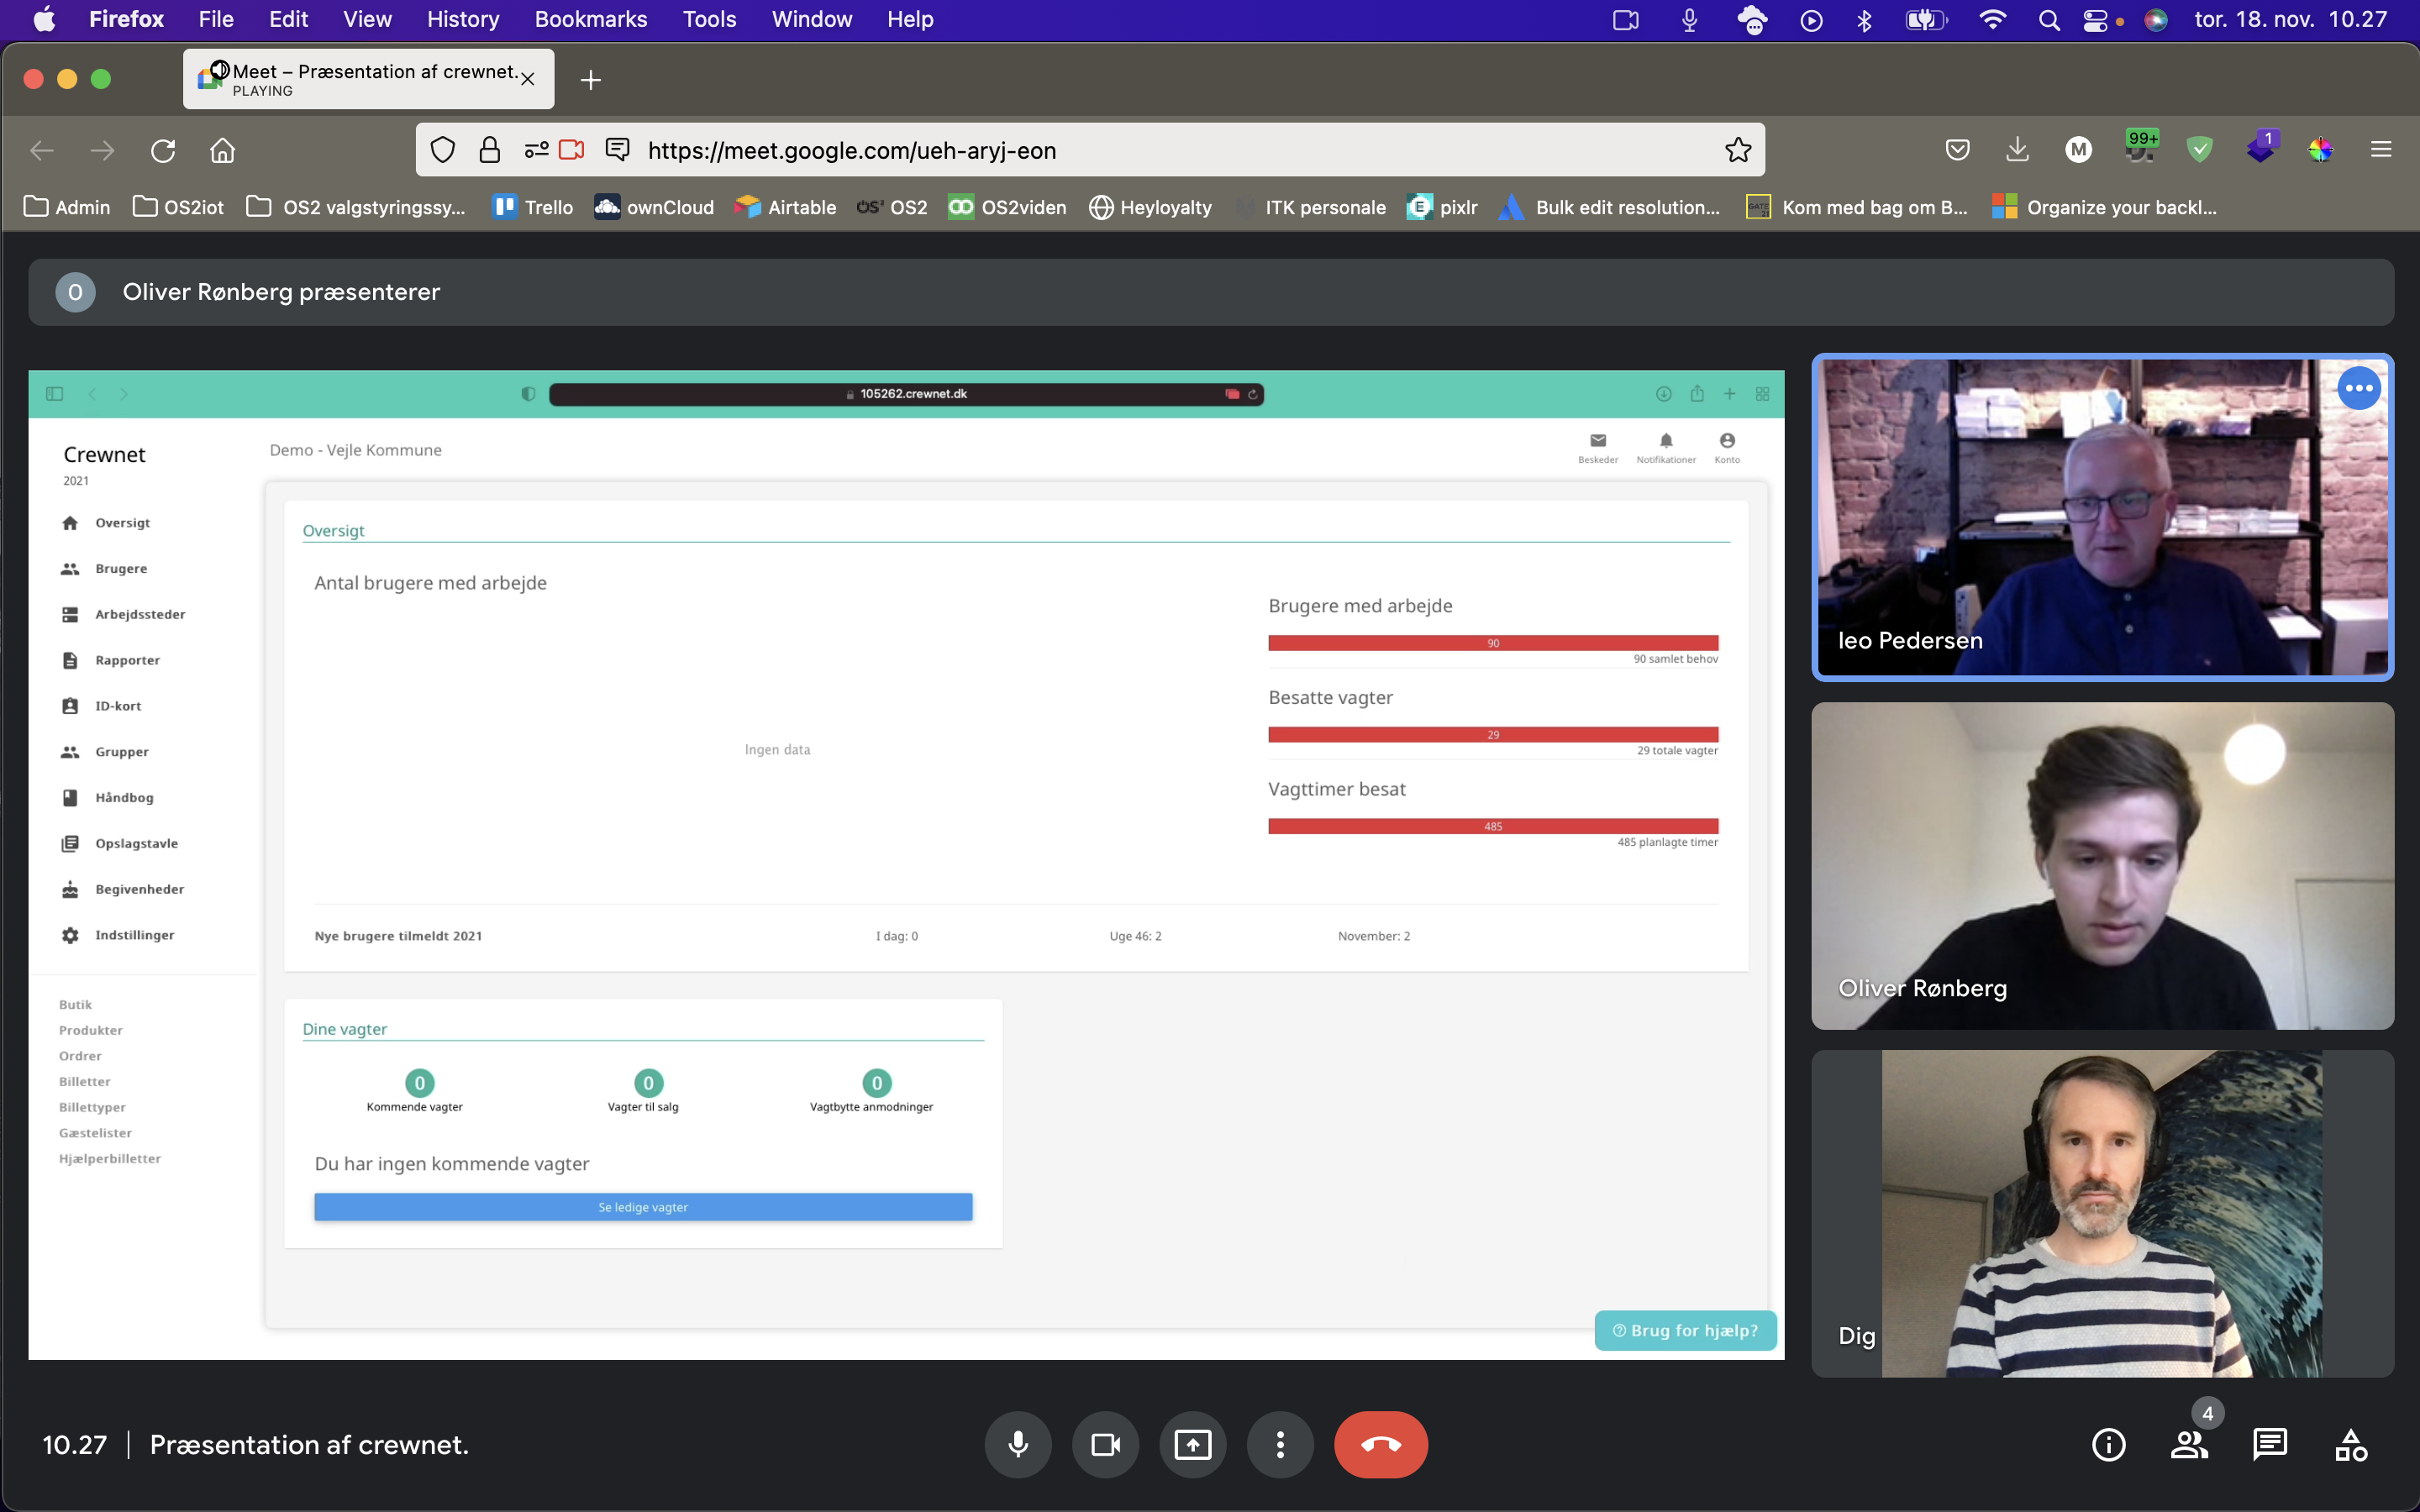 Firefox File Edit View History Bookmarks Tools Window Help tor. 18. nov. 10.27
Meet – Præsentation af crewnet.
PLAYING
https://meet.google.com/ueh-aryj-eon
M 99+ 1
Admin OS2iot OS2 valgstyringssy... Trello ownCloud Airtable OS2 OS2 OS2viden Heyloyalty ITK personale E pixlr Bulk edit resolution... Kom med bag om B... Organize your backl...
O Oliver Rønberg præsenterer
105262.crewnet.dk
Crewnet
2021
Demo - Vejle Kommune
Beskeder Notifikationer Konto
Oversigt
Brugere
Arbejdssteder
Rapporter
ID-kort
Grupper
Håndbog
Opslagstavle
Begivenheder
Indstillinger
Butik
Produkter
Ordrer
Billetter
Billettyper
Gæstelister
Hjælperbilletter
Oversigt
Antal brugere med arbejde
Ingen data
Brugere med arbejde
90
90 samlet behov
Besatte vagter
29
29 totale vagter
Vagttimer besat
485
485 planlagte timer
Nye brugere tilmeldt 2021 I dag: 0 Uge 46: 2 November: 2
Dine vagter
0 0 0
Kommende vagter Vagter til salg Vagtbytte anmodninger
Du har ingen kommende vagter
Se ledige vagter
Brug for hjælp?
leo Pedersen
Oliver Rønberg
Dig
10.27 | Præsentation af crewnet.
4